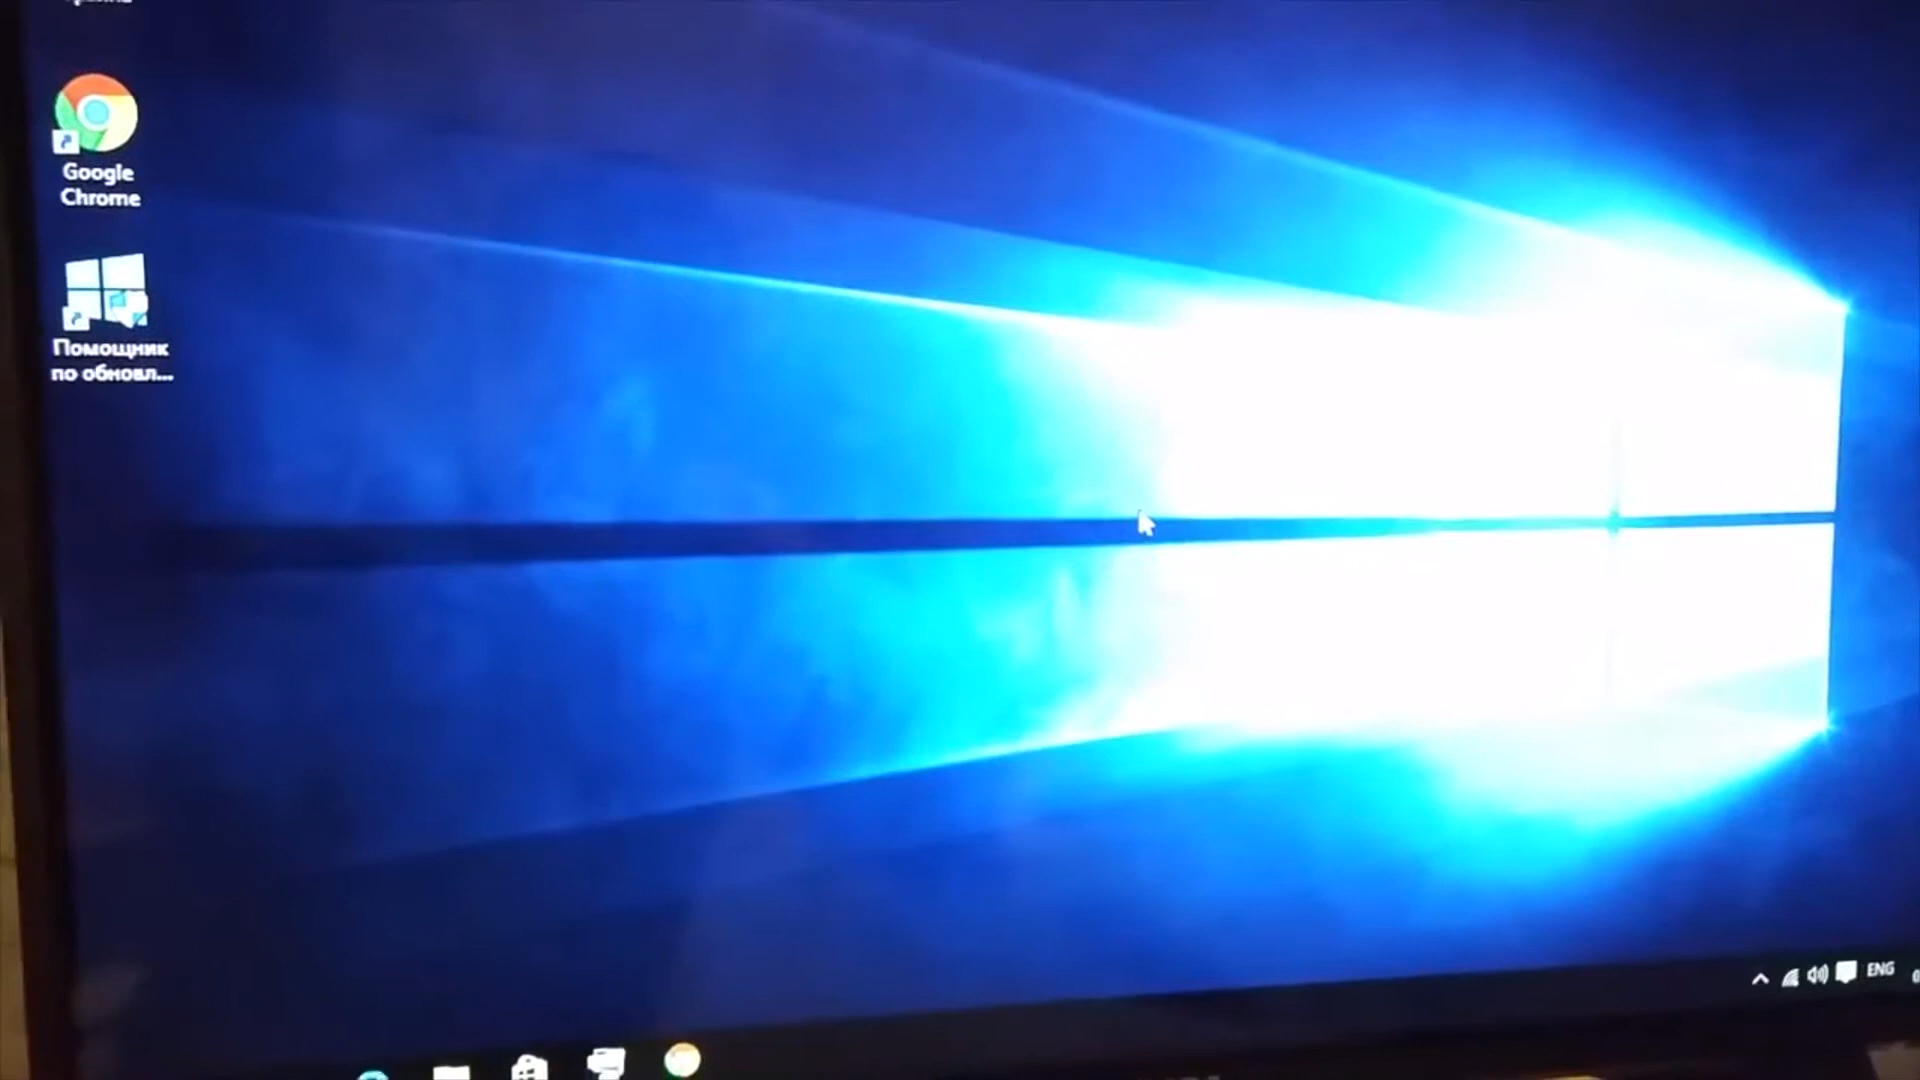 Google
Chrome
Помощник
по обновл...
ENG